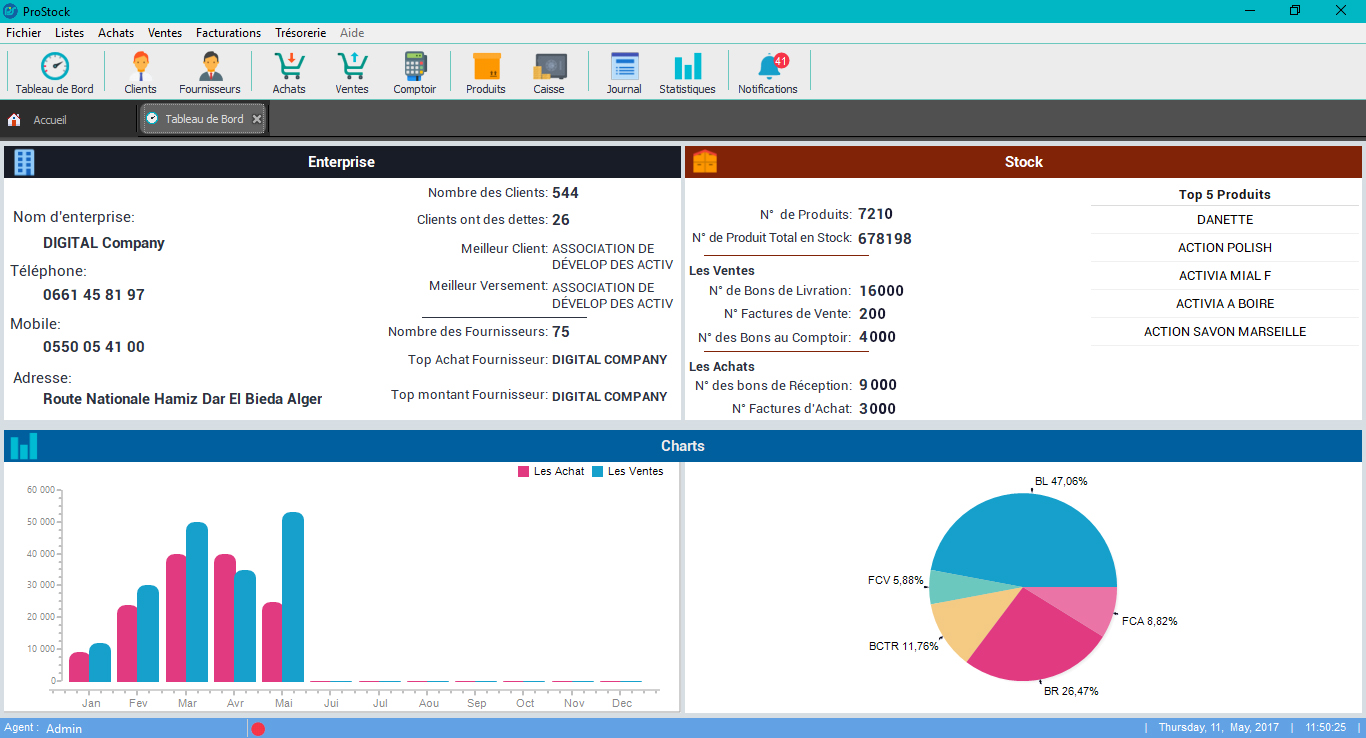 ProStock
Fichier Listes Achats Ventes Facturations Trésorerie Aide
Tableau de Bord Clients Fournisseurs Achats Ventes Comptoir Produits Caisse Journal Statistiques 41 Notifications
Accueil Tableau de Bord
Enterprise
Nom d'enterprise:
DIGITAL Company
Téléphone:
0661 45 81 97
Mobile:
0550 05 41 00
Adresse:
Route Nationale Hamiz Dar El Bieda Alger
Nombre des Clients: 544
Clients ont des dettes: 26
Meilleur Client: ASSOCIATION DE
DÉVELOP DES ACTIV
Meilleur Versement: ASSOCIATION DE
DÉVELOP DES ACTIV
Nombre des Fournisseurs: 75
Top Achat Fournisseur: DIGITAL COMPANY
Top montant Fournisseur: DIGITAL COMPANY
Stock
N° de Produits: 7210
N° de Produit Total en Stock: 678198
Les Ventes
N° de Bons de Livration: 16000
N° Factures de Vente: 200
N° des Bons au Comptoir: 4000
Les Achats
N° des bons de Réception: 9000
N° Factures d'Achat: 3000
Top 5 Produits
DANETTE
ACTION POLISH
ACTIVIA MIAL F
ACTIVIA A BOIRE
ACTION SAVON MARSEILLE
Charts
Les Achat Les Ventes
60 000
50 000
40 000
30 000
20 000
10 000
0
Jan Fev Mar Avr Mai Jui Jul Aou Sep Oct Nov Dec
BL 47,06%
FCV 5,88%
FCA 8,82%
BCTR 11,76%
BR 26,47%
Agent : Admin | Thursday, 11, May, 2017 | 11:50:25 |